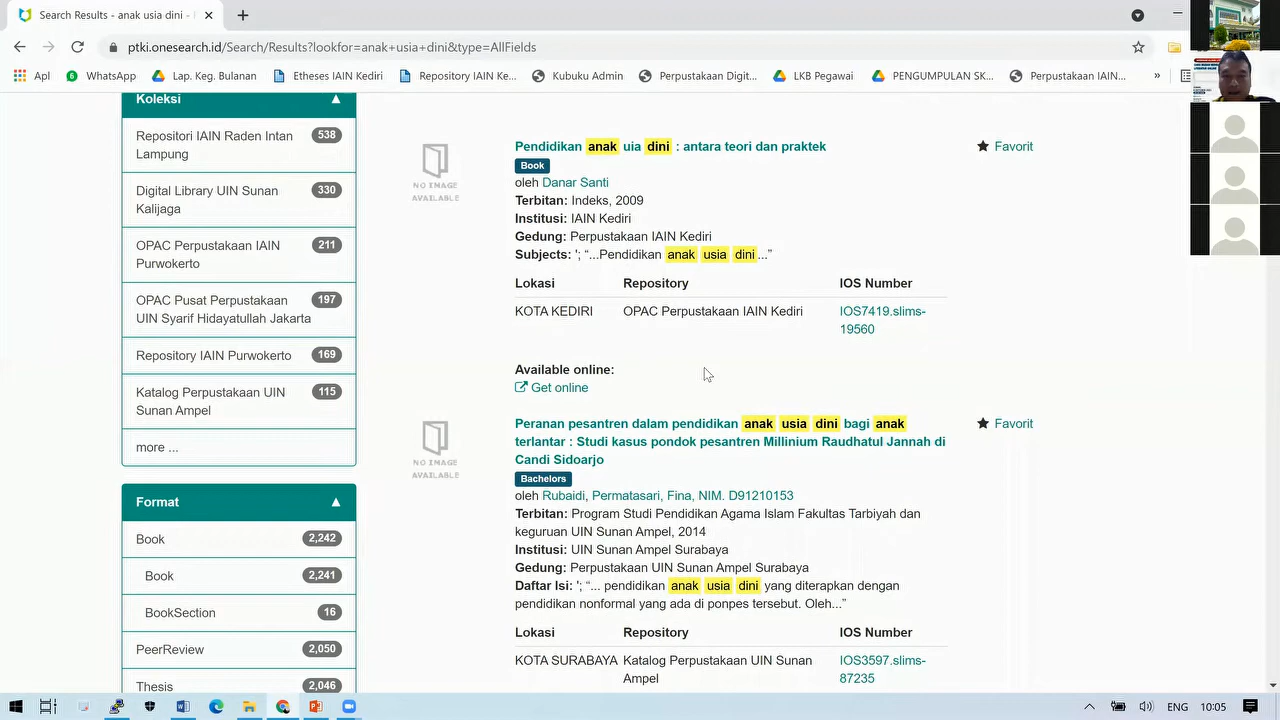 Search Results - anak usia dini
ptki.onesearch.id/Search/Results?lookfor=anak+usia+dini&type=AllFields
Apl
WhatsApp
Lap. Keg. Bulanan
Etheses IAIN Kediri
Repository IAIN
Kubuku Admin
Perpustakaan Digi
LKB Pegawai
PENGU
AN K...
Perpustakaan IAIN...
»
Koleksi ▲
Repositori IAIN Raden Intan 538
Lampung
Digital Library UIN Sunan 330
Kalijaga
OPAC Perpustakaan IAIN 211
Purwokerto
OPAC Pusat Perpustakaan 197
UIN Syarif Hidayatullah Jakarta
Repository IAIN Purwokerto 169
Katalog Perpustakaan UIN 115
Sunan Ampel
more ...
Format ▲
Book 2,242
Book 2,241
BookSection 16
PeerReview 2,050
Thesis 2,046
NO IMAGE
AVAILABLE
Pendidikan anak uia dini : antara teori dan praktek
Favorit
Book
oleh Danar Santi
Terbitan: Indeks, 2009
Institusi: IAIN Kediri
Gedung: Perpustakaan IAIN Kediri
Subjects: '; “...Pendidikan anak usia dini...”
Lokasi Repository IOS Number
KOTA KEDIRI OPAC Perpustakaan IAIN Kediri IOS7419.slims-
19560
Available online:
Get online
NO IMAGE
AVAILABLE
Peranan pesantren dalam pendidikan anak usia dini bagi anak
Favorit
terlantar : Studi kasus pondok pesantren Millinium Raudhatul Jannah di
Candi Sidoarjo
Bachelors
oleh Rubaidi, Permatasari, Fina, NIM. D91210153
Terbitan: Program Studi Pendidikan Agama Islam Fakultas Tarbiyah dan
keguruan UIN Sunan Ampel, 2014
Institusi: UIN Sunan Ampel Surabaya
Gedung: Perpustakaan UIN Sunan Ampel Surabaya
Daftar Isi: '; “... pendidikan anak usia dini yang diterapkan dengan
pendidikan nonformal yang ada di ponpes tersebut. Oleh...”
Lokasi Repository IOS Number
KOTA SURABAYA Katalog Perpustakaan UIN Sunan IOS3597.slims-
Ampel 87235
ENG 10:05